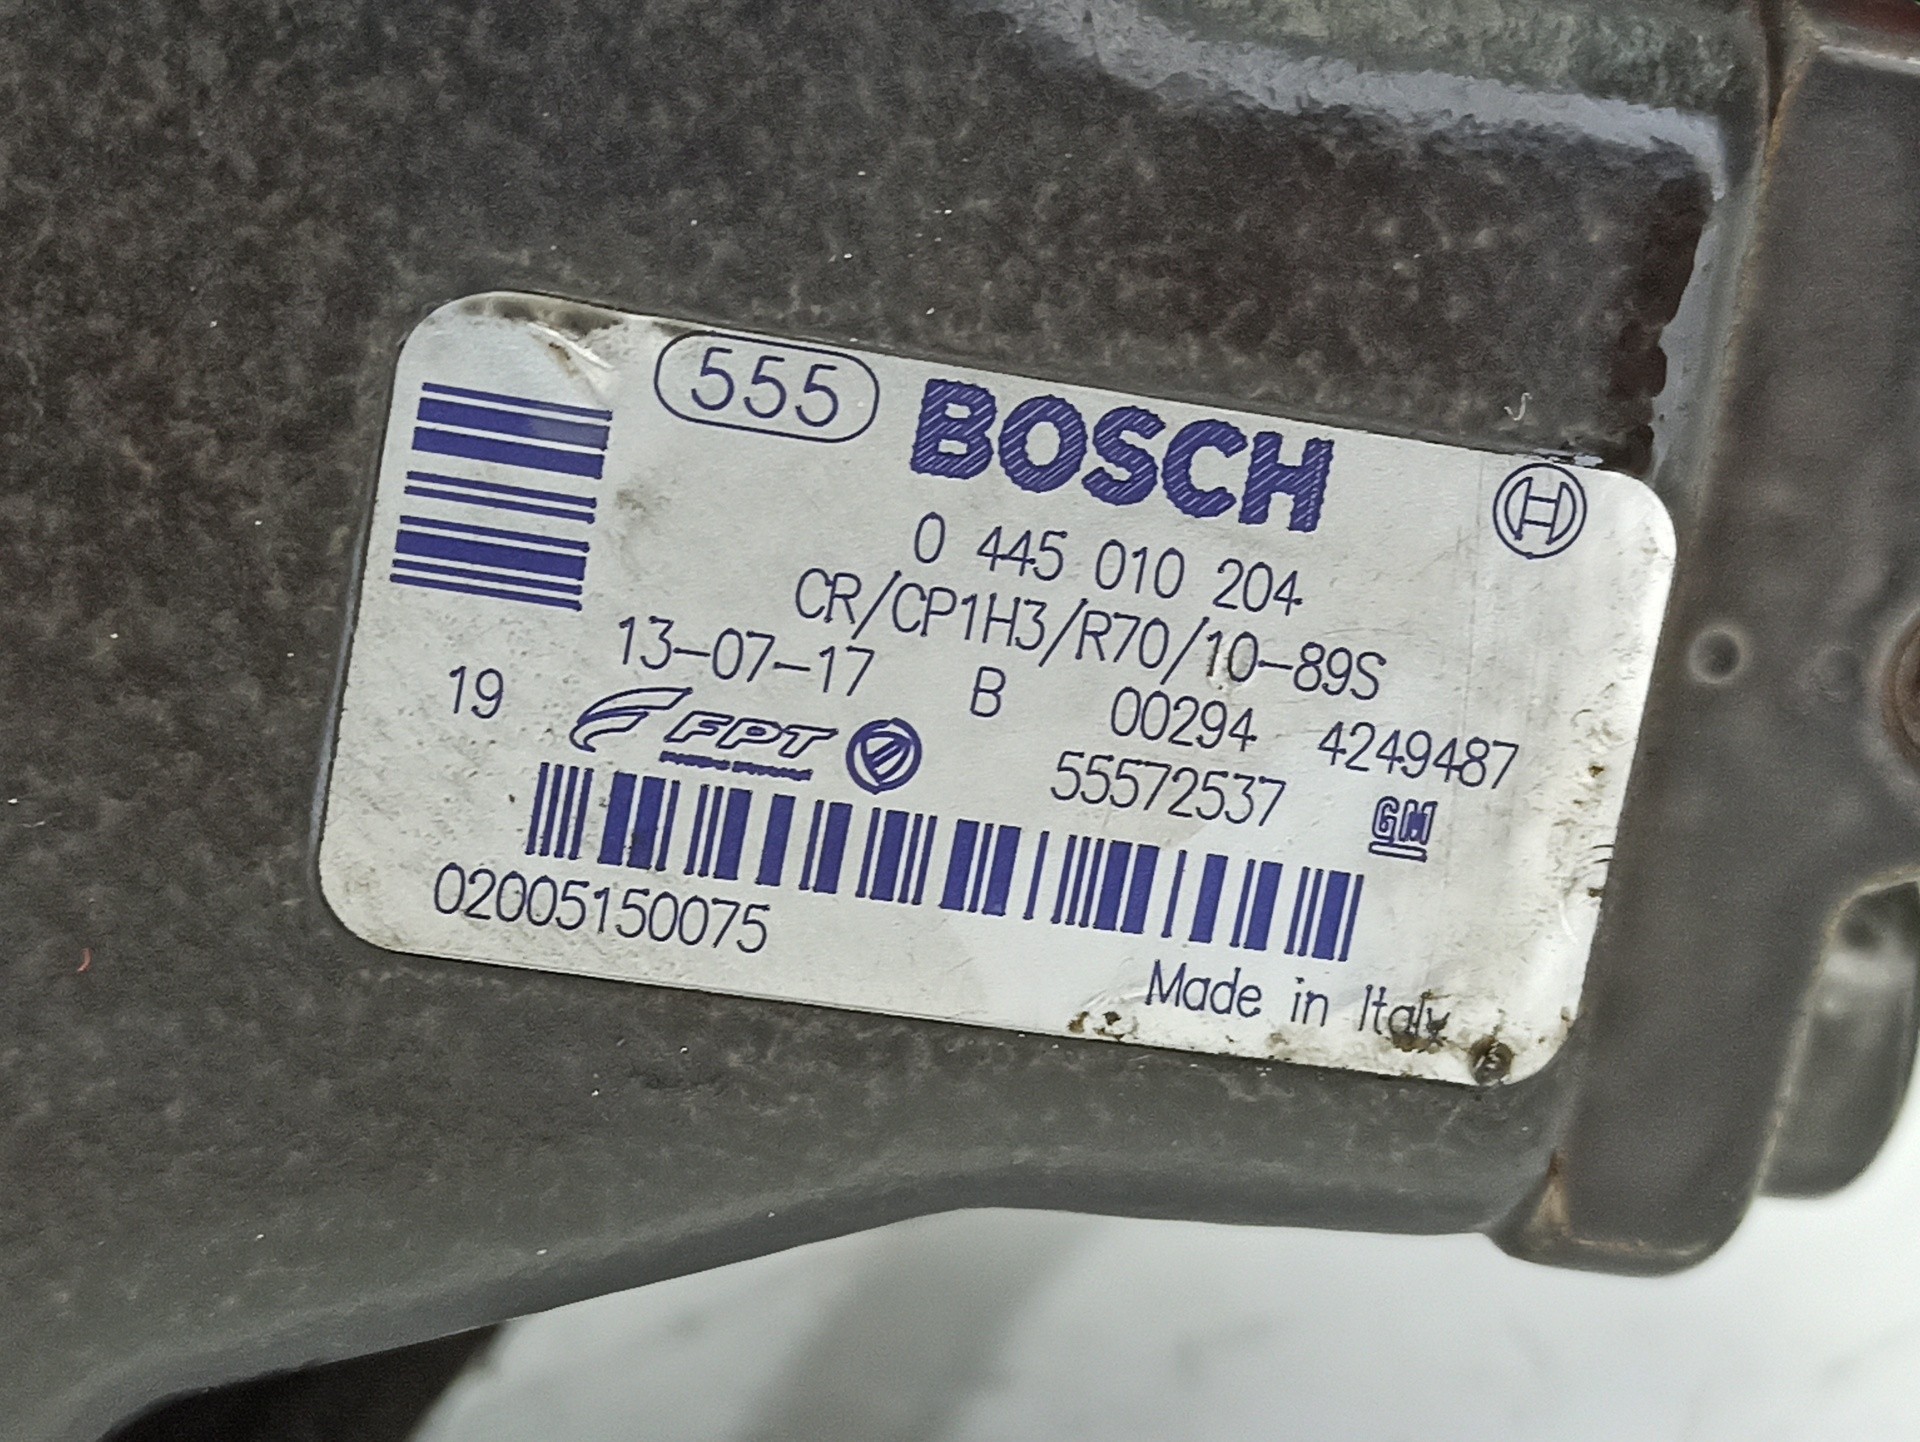 555 BOSCH
0 445 010 204
CR/CP1H3/R70/10-89S
13-07-17 B 00294 4249487
19 FPT 55572537 GM
02005150075
Made in Italy